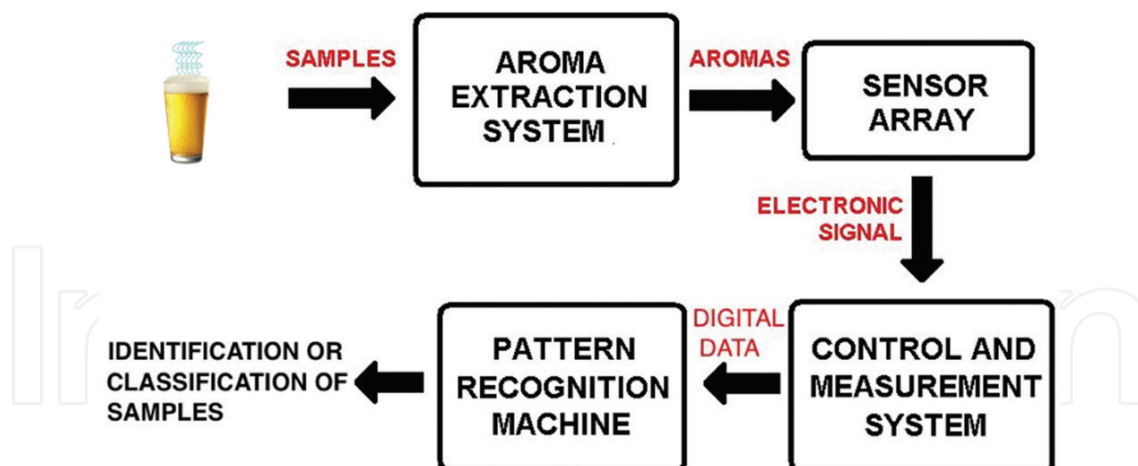 SAMPLES
AROMA
EXTRACTION
SYSTEM
AROMAS
SENSOR
ARRAY
ELECTRONIC
SIGNAL
CONTROL AND
MEASUREMENT
SYSTEM
DIGITAL
DATA
PATTERN
RECOGNITION
MACHINE
IDENTIFICATION OR
CLASSIFICATION OF
SAMPLES